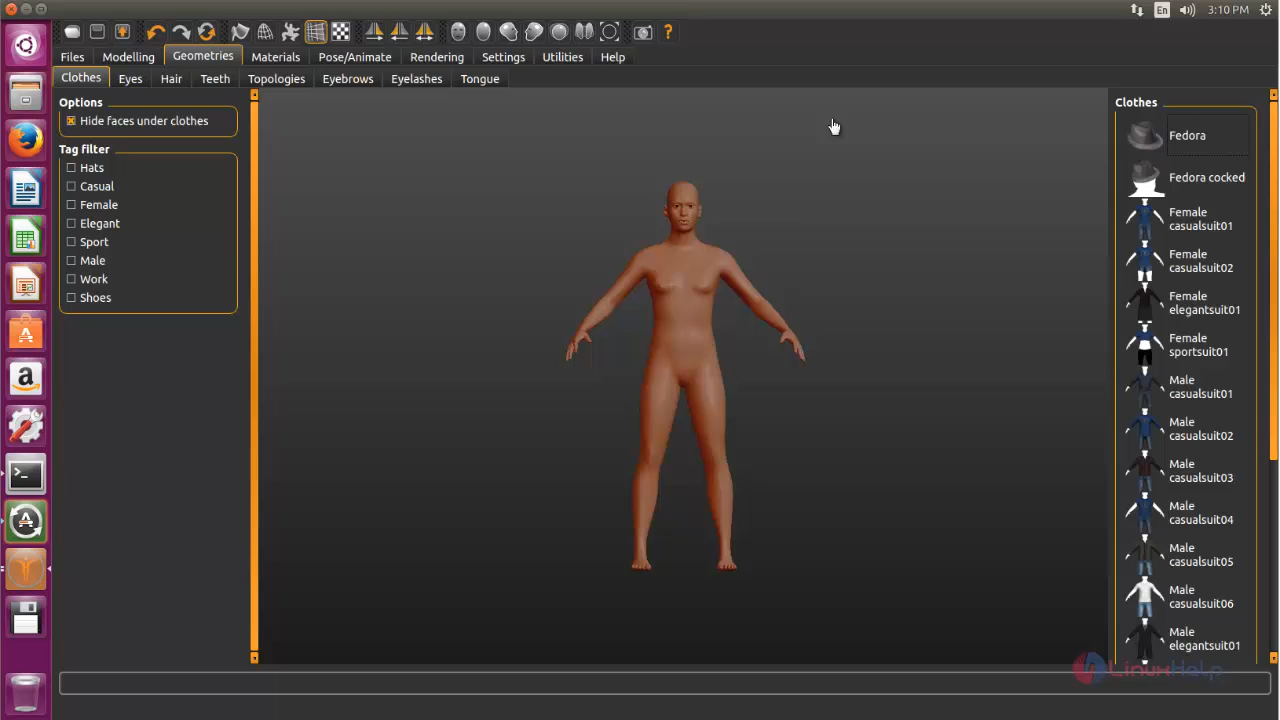 En
3:10 PM
Files Modelling Geometries Materials Pose/Animate Rendering Settings Utilities Help
Clothes Eyes Hair Teeth Topologies Eyebrows Eyelashes Tongue
Options
Hide faces under clothes
Tag filter
Hats
Casual
Female
Elegant
Sport
Male
Work
Shoes
Clothes
Fedora
Fedora cocked
Female
casualsuit01
Female
casualsuit02
Female
elegantsuit01
Female
sportsuit01
Male
casualsuit01
Male
casualsuit02
Male
casualsuit03
Male
casualsuit04
Male
casualsuit05
Male
casualsuit06
Male
elegantsuit01
LinuxHelp